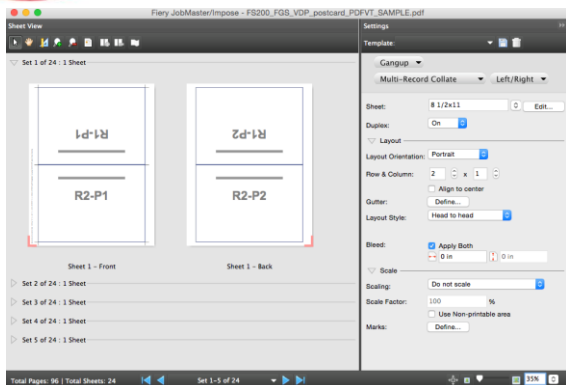 Fiery JobMaster/Impose - FS200_FGS_VDP_postcard_PDFVT_SAMPLE.pdf
Sheet View
Set 1 of 24 : 1 Sheet
R1-P1
R2-P1
R1-P2
R2-P2
Sheet 1 - Front
Sheet 1 - Back
Set 2 of 24 : 1 Sheet
Set 3 of 24 : 1 Sheet
Set 4 of 24 : 1 Sheet
Set 5 of 24 : 1 Sheet
Total Pages: 96 | Total Sheets: 24
Set 1-5 of 24
35%
Settings
Template:
Gangup
Multi-Record Collate
Left/Right
Sheet: 8 1/2x11 Edit...
Duplex: On
Layout
Layout Orientation: Portrait
Row & Column: 2 x 1
Align to center
Gutter: Define...
Layout Style: Head to head
Bleed: Apply Both
0 in 0 in
Scale
Scaling: Do not scale
Scale Factor: 100 %
Use Non-printable area
Marks: Define...